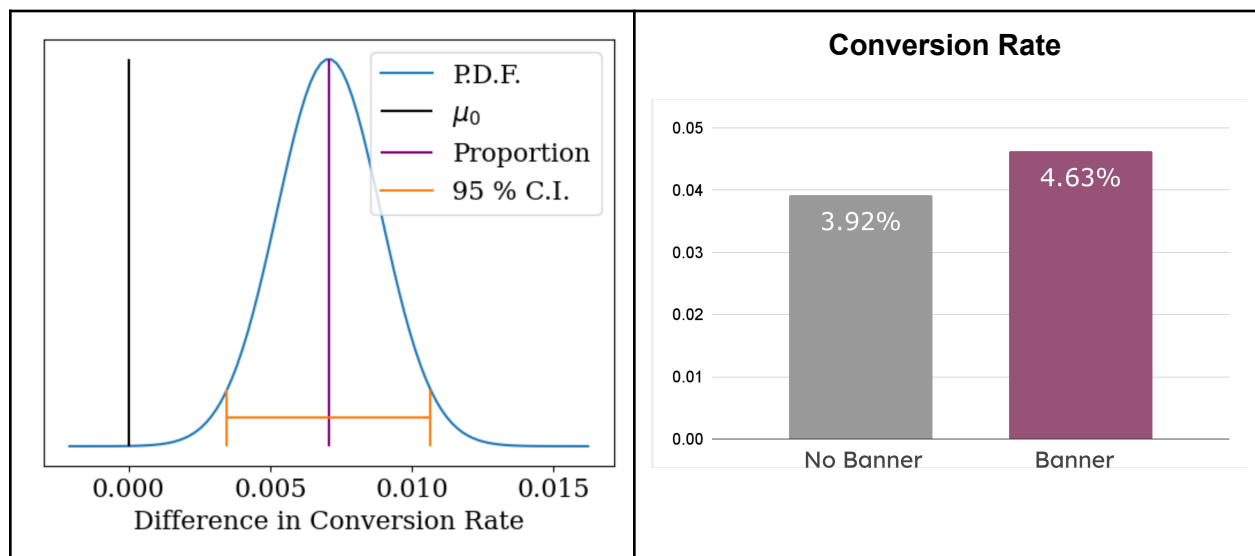 P.D.F.
μ₀
Proportion
95 % C.I.
0.000 0.005 0.010 0.015
Difference in Conversion Rate
Conversion Rate
0.05
0.04
0.03
0.02
0.01
0.00
3.92%
4.63%
No Banner Banner